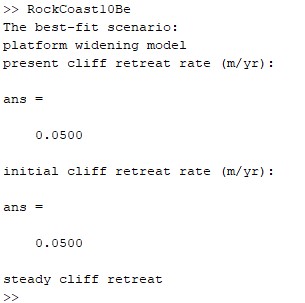 >> RockCoast10Be
The best-fit scenario:
platform widening model
present cliff retreat rate (m/yr):
ans =
0.0500
initial cliff retreat rate (m/yr):
ans =
0.0500
steady cliff retreat
>>